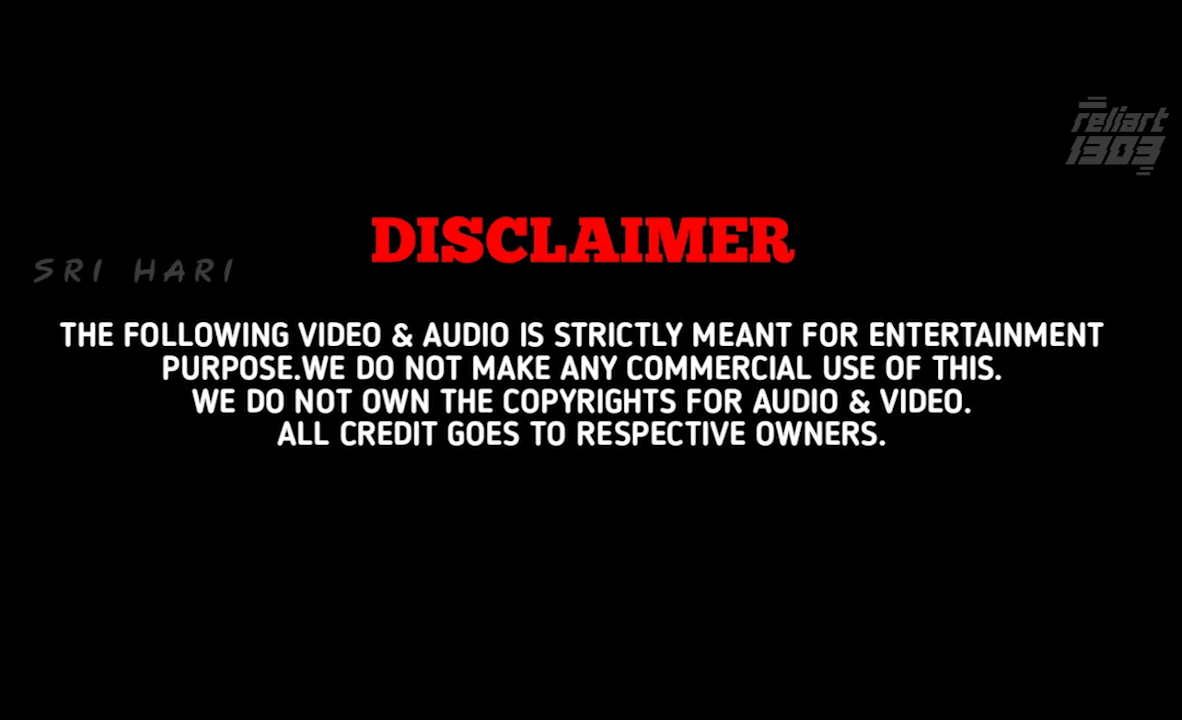 reliart
1303
DISCLAIMER
SRI HARI
THE FOLLOWING VIDEO & AUDIO IS STRICTLY MEANT FOR ENTERTAINMENT
PURPOSE.WE DO NOT MAKE ANY COMMERCIAL USE OF THIS.
WE DO NOT OWN THE COPYRIGHTS FOR AUDIO & VIDEO.
ALL CREDIT GOES TO RESPECTIVE OWNERS.